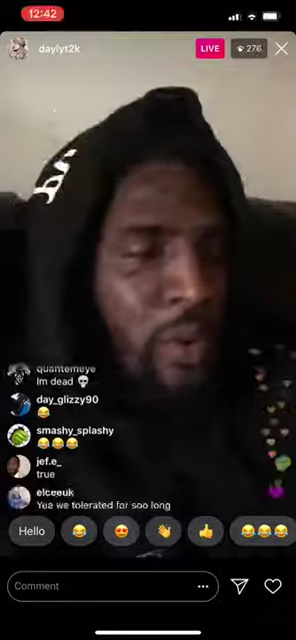 12:42
daylyt2k
LIVE
276
quantemeye
Im dead 💀
day_glizzy90
😂
smashy_splashy
😂😂😂
jef.e_
true
elceeuk
Yue we tolerated for soo long
Hello 😂 😍 👋 👍 😂😂😂
Comment